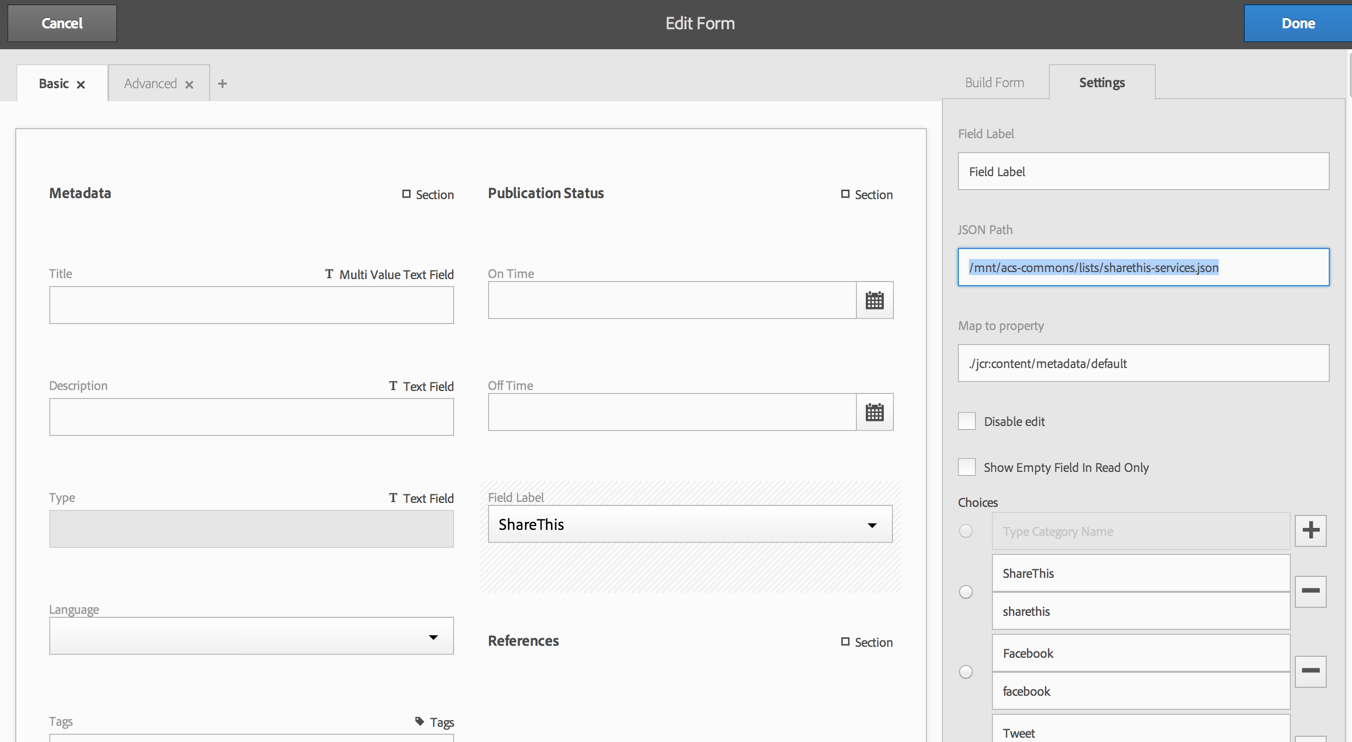 Cancel
Edit Form
Done
Basic
Advanced
+
Build Form
Settings
Metadata
Section
Publication Status
Section
Title
T Multi Value Text Field
On Time
Description
T Text Field
Off Time
Type
T Text Field
Field Label
ShareThis
Language
References
Section
Tags
Tags
Field Label
Field Label
JSON Path
/mnt/acs-commons/lists/sharethis-services.json
Map to property
./jcr:content/metadata/default
Disable edit
Show Empty Field In Read Only
Choices
Type Category Name
ShareThis
sharethis
Facebook
facebook
Tweet